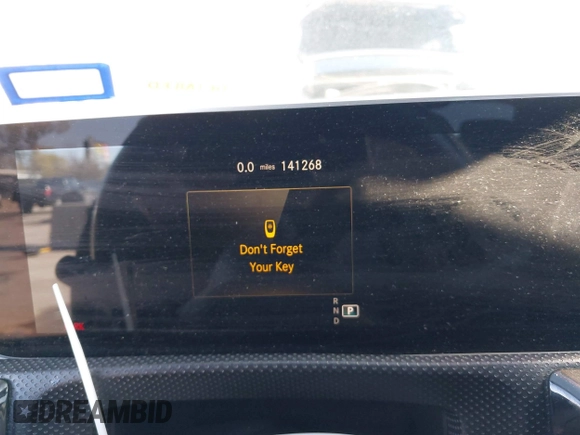 0.0 miles 141268
Don't Forget
Your Key
R
N P
D
DREAMBID